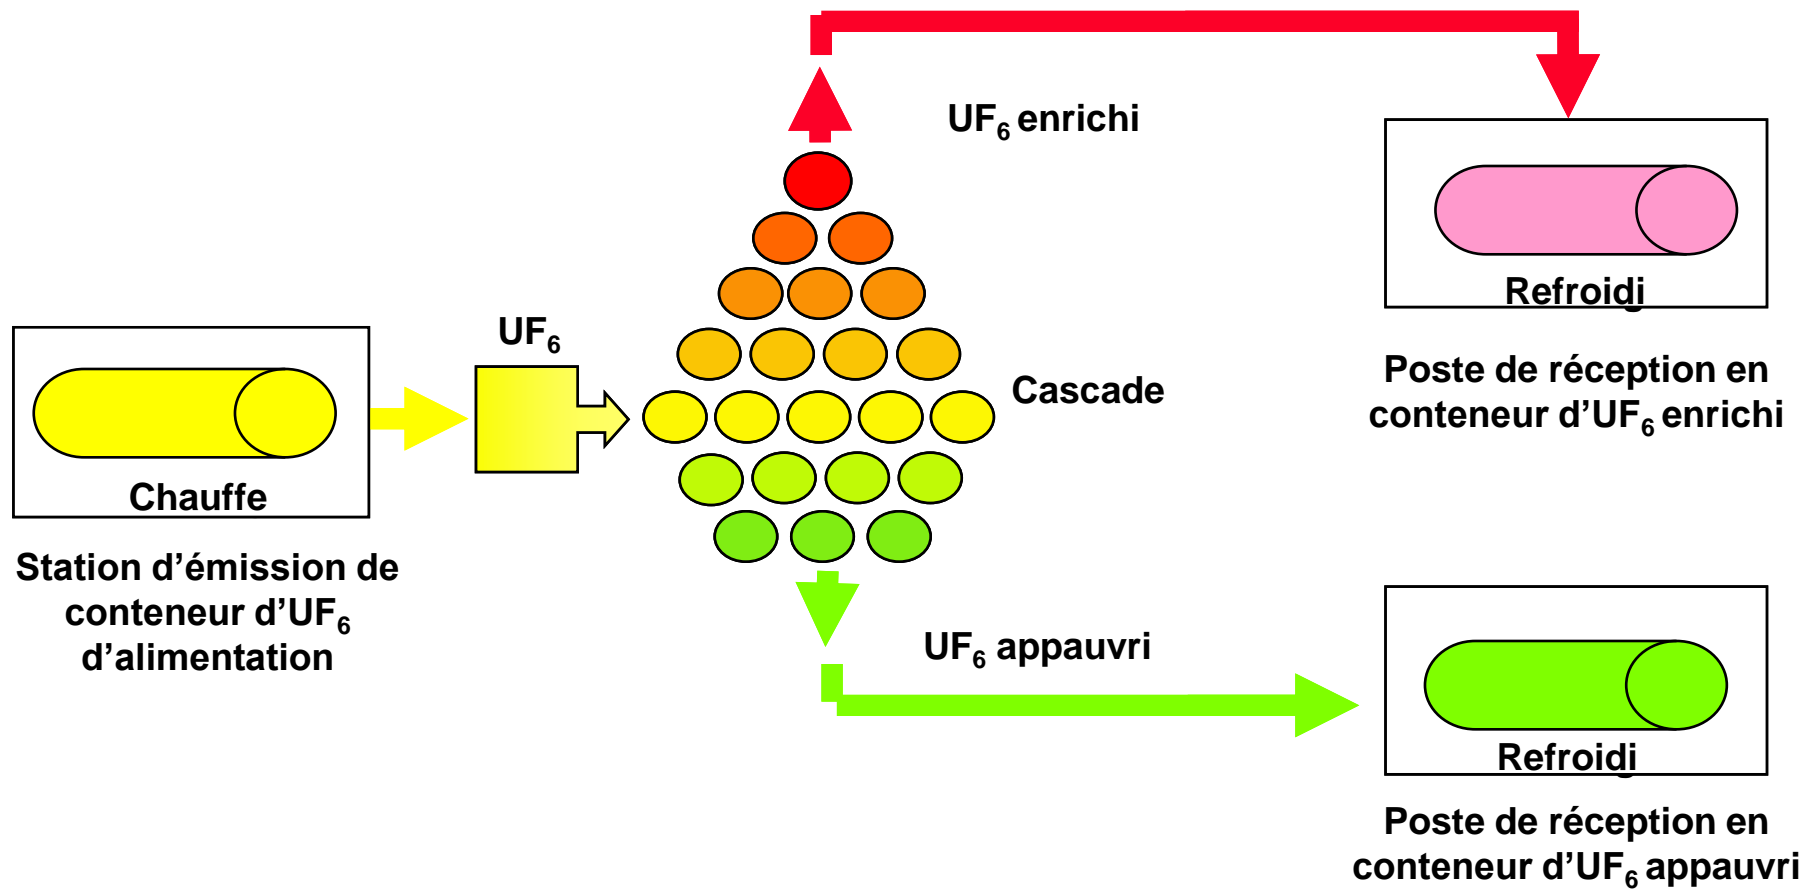 UF₆ enrichi
Refroidi
UF₆
Poste de réception en
conteneur d’UF₆ enrichi
Cascade
Chauffe
Station d’émission de
conteneur d’UF₆
d’alimentation
UF₆ appauvri
Refroidi
Poste de réception en
conteneur d’UF₆ appauvri